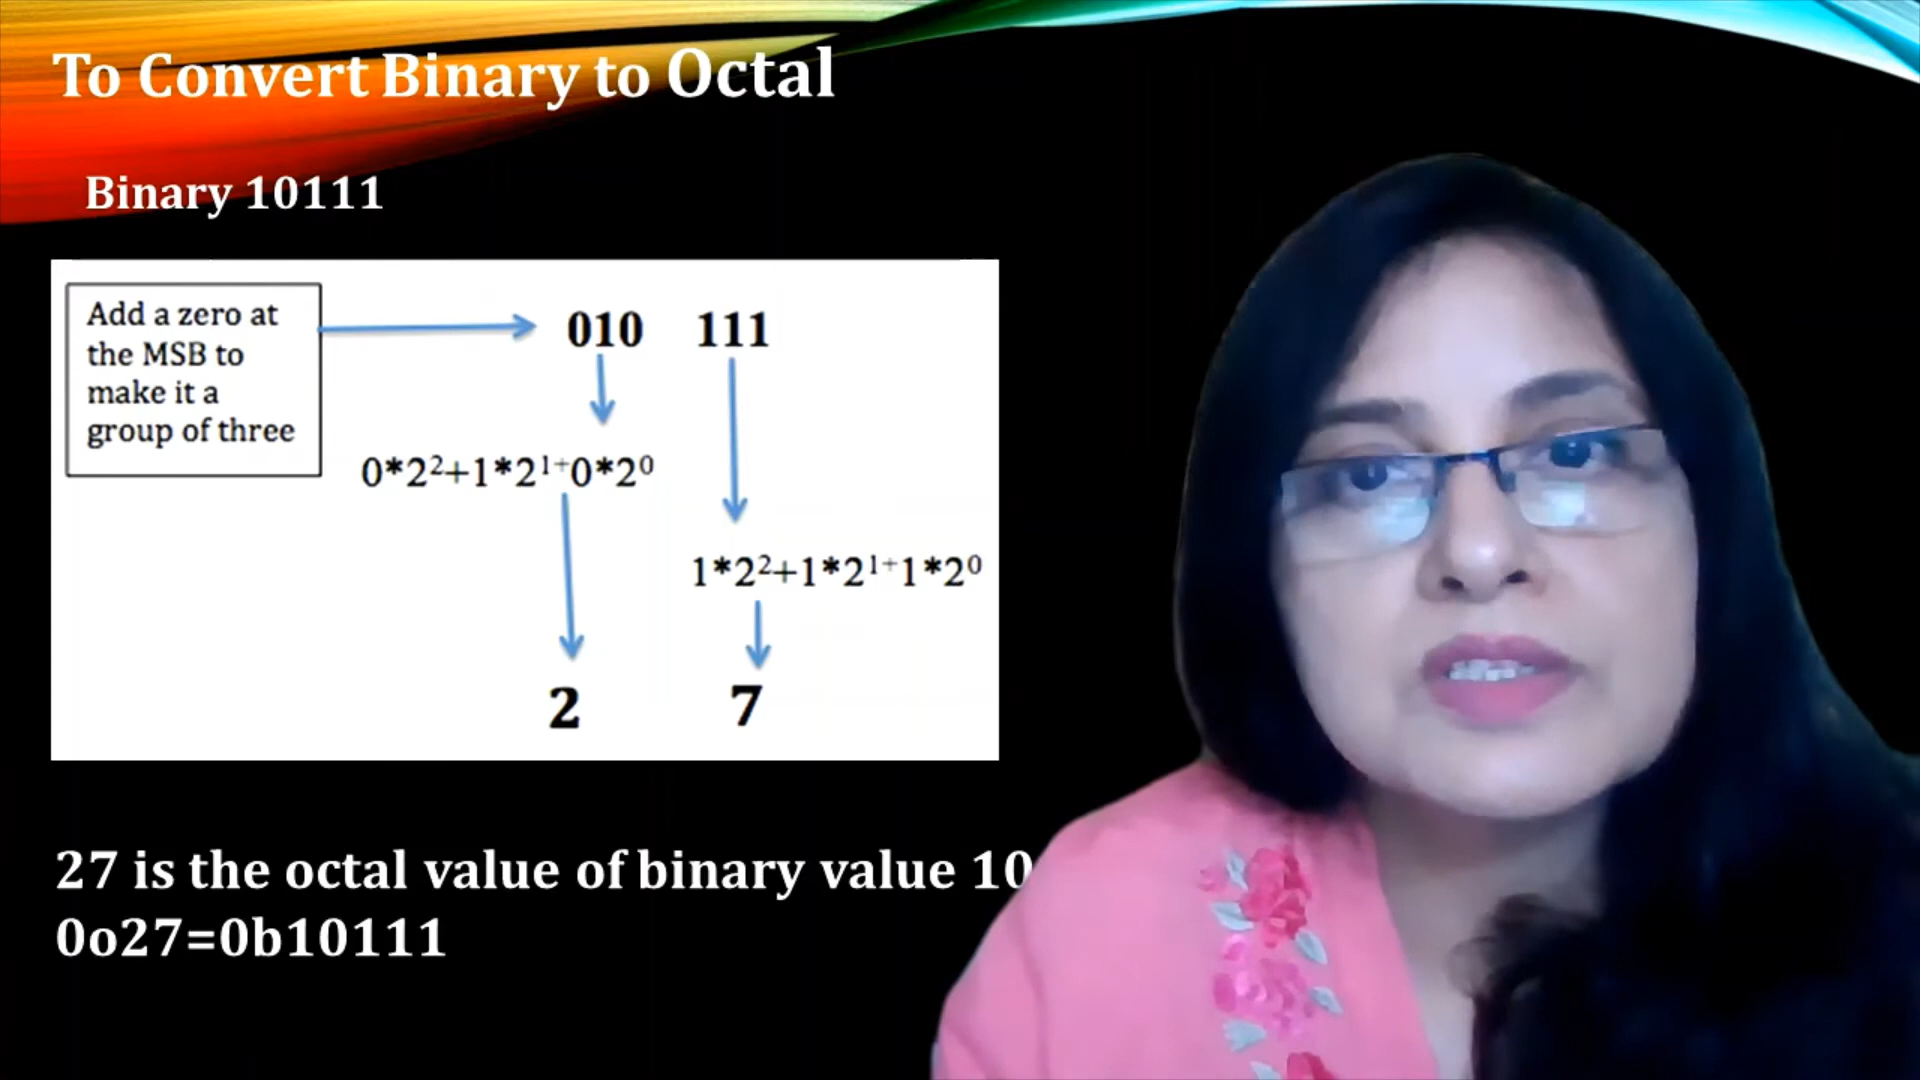 To Convert Binary to Octal
Binary 10111
Add a zero at
the MSB to
make it a
group of three
010 111
0*2²+1*2¹⁺0*2⁰
1*2²+1*2¹⁺1*2⁰
2 7
27 is the octal value of binary value 10
0o27=0b10111